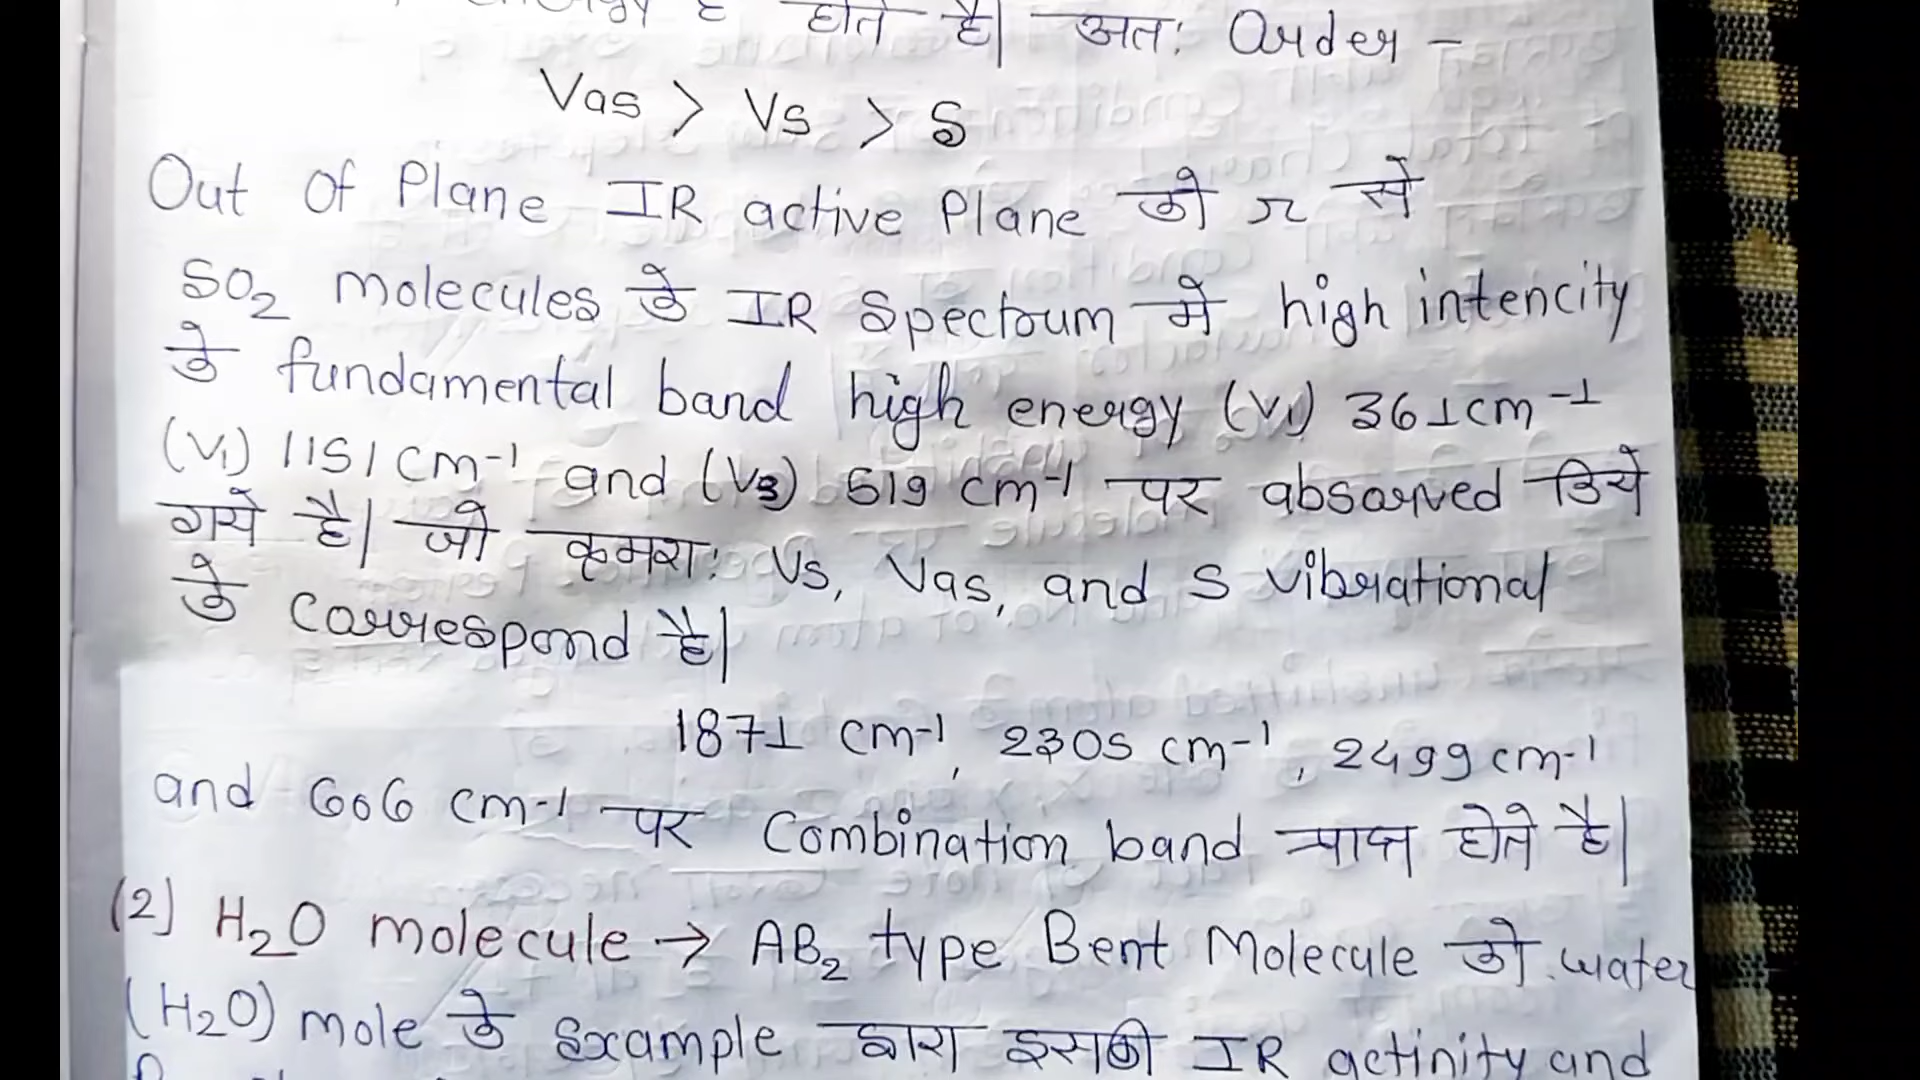 energy है होते है। अतः Order -
Vas > Vs > S
Out of Plane IR active Plane की से
SO2 molecules के IR Spectrum मे high intencity
के fundamental band high energy (V1) 361cm-1
(V1) 1151 cm-1 and (V3) 519 cm-1 पर absorved किये
गये है। जो क्रमशः Vs, Vas, and S vibrational
के correspond है।
1871 cm-1, 2305 cm-1, 2499 cm-1
and 606 cm-1 पर Combination band प्राप्त होते है।
(2) H2O molecule → AB2 type Bent Molecule को water
(H2O) mole के Example द्वारा इसकी IR actinity and